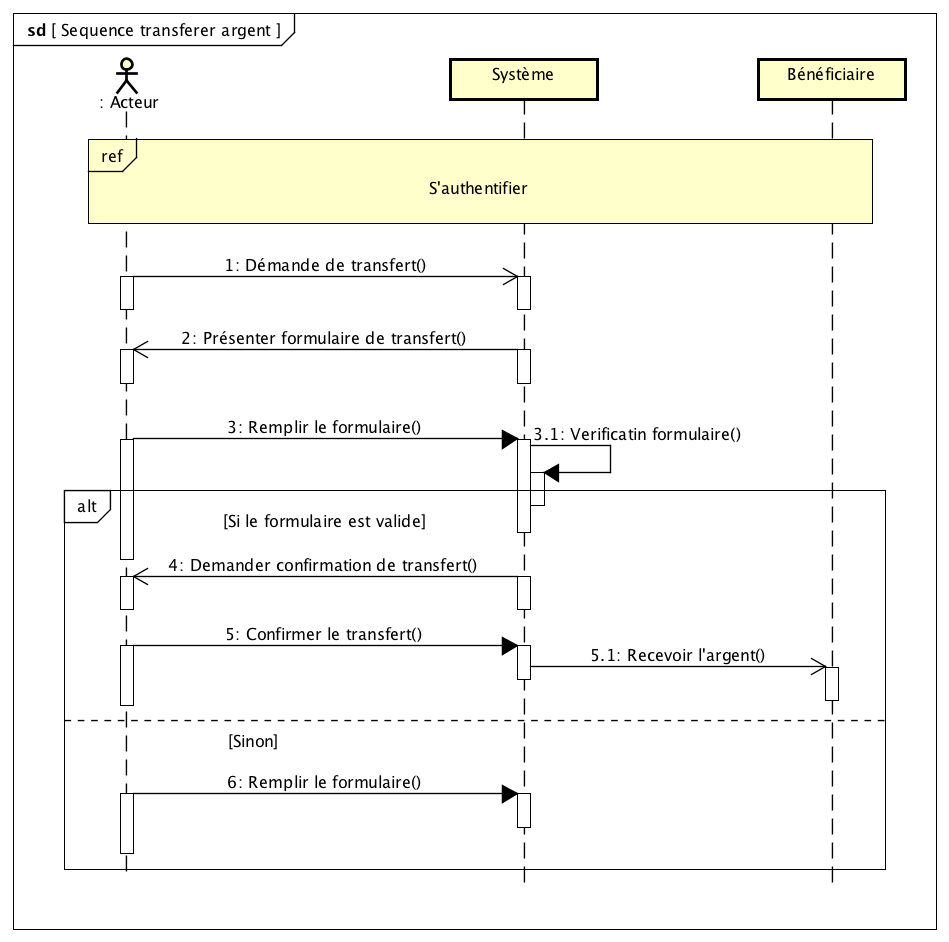 sd [ Sequence transferer argent ]
: Acteur
Système
Bénéficiaire
ref
S'authentifier
1: Démande de transfert()
2: Présenter formulaire de transfert()
3: Remplir le formulaire()
3.1: Verificatin formulaire()
alt
[Si le formulaire est valide]
4: Demander confirmation de transfert()
5: Confirmer le transfert()
5.1: Recevoir l'argent()
[Sinon]
6: Remplir le formulaire()